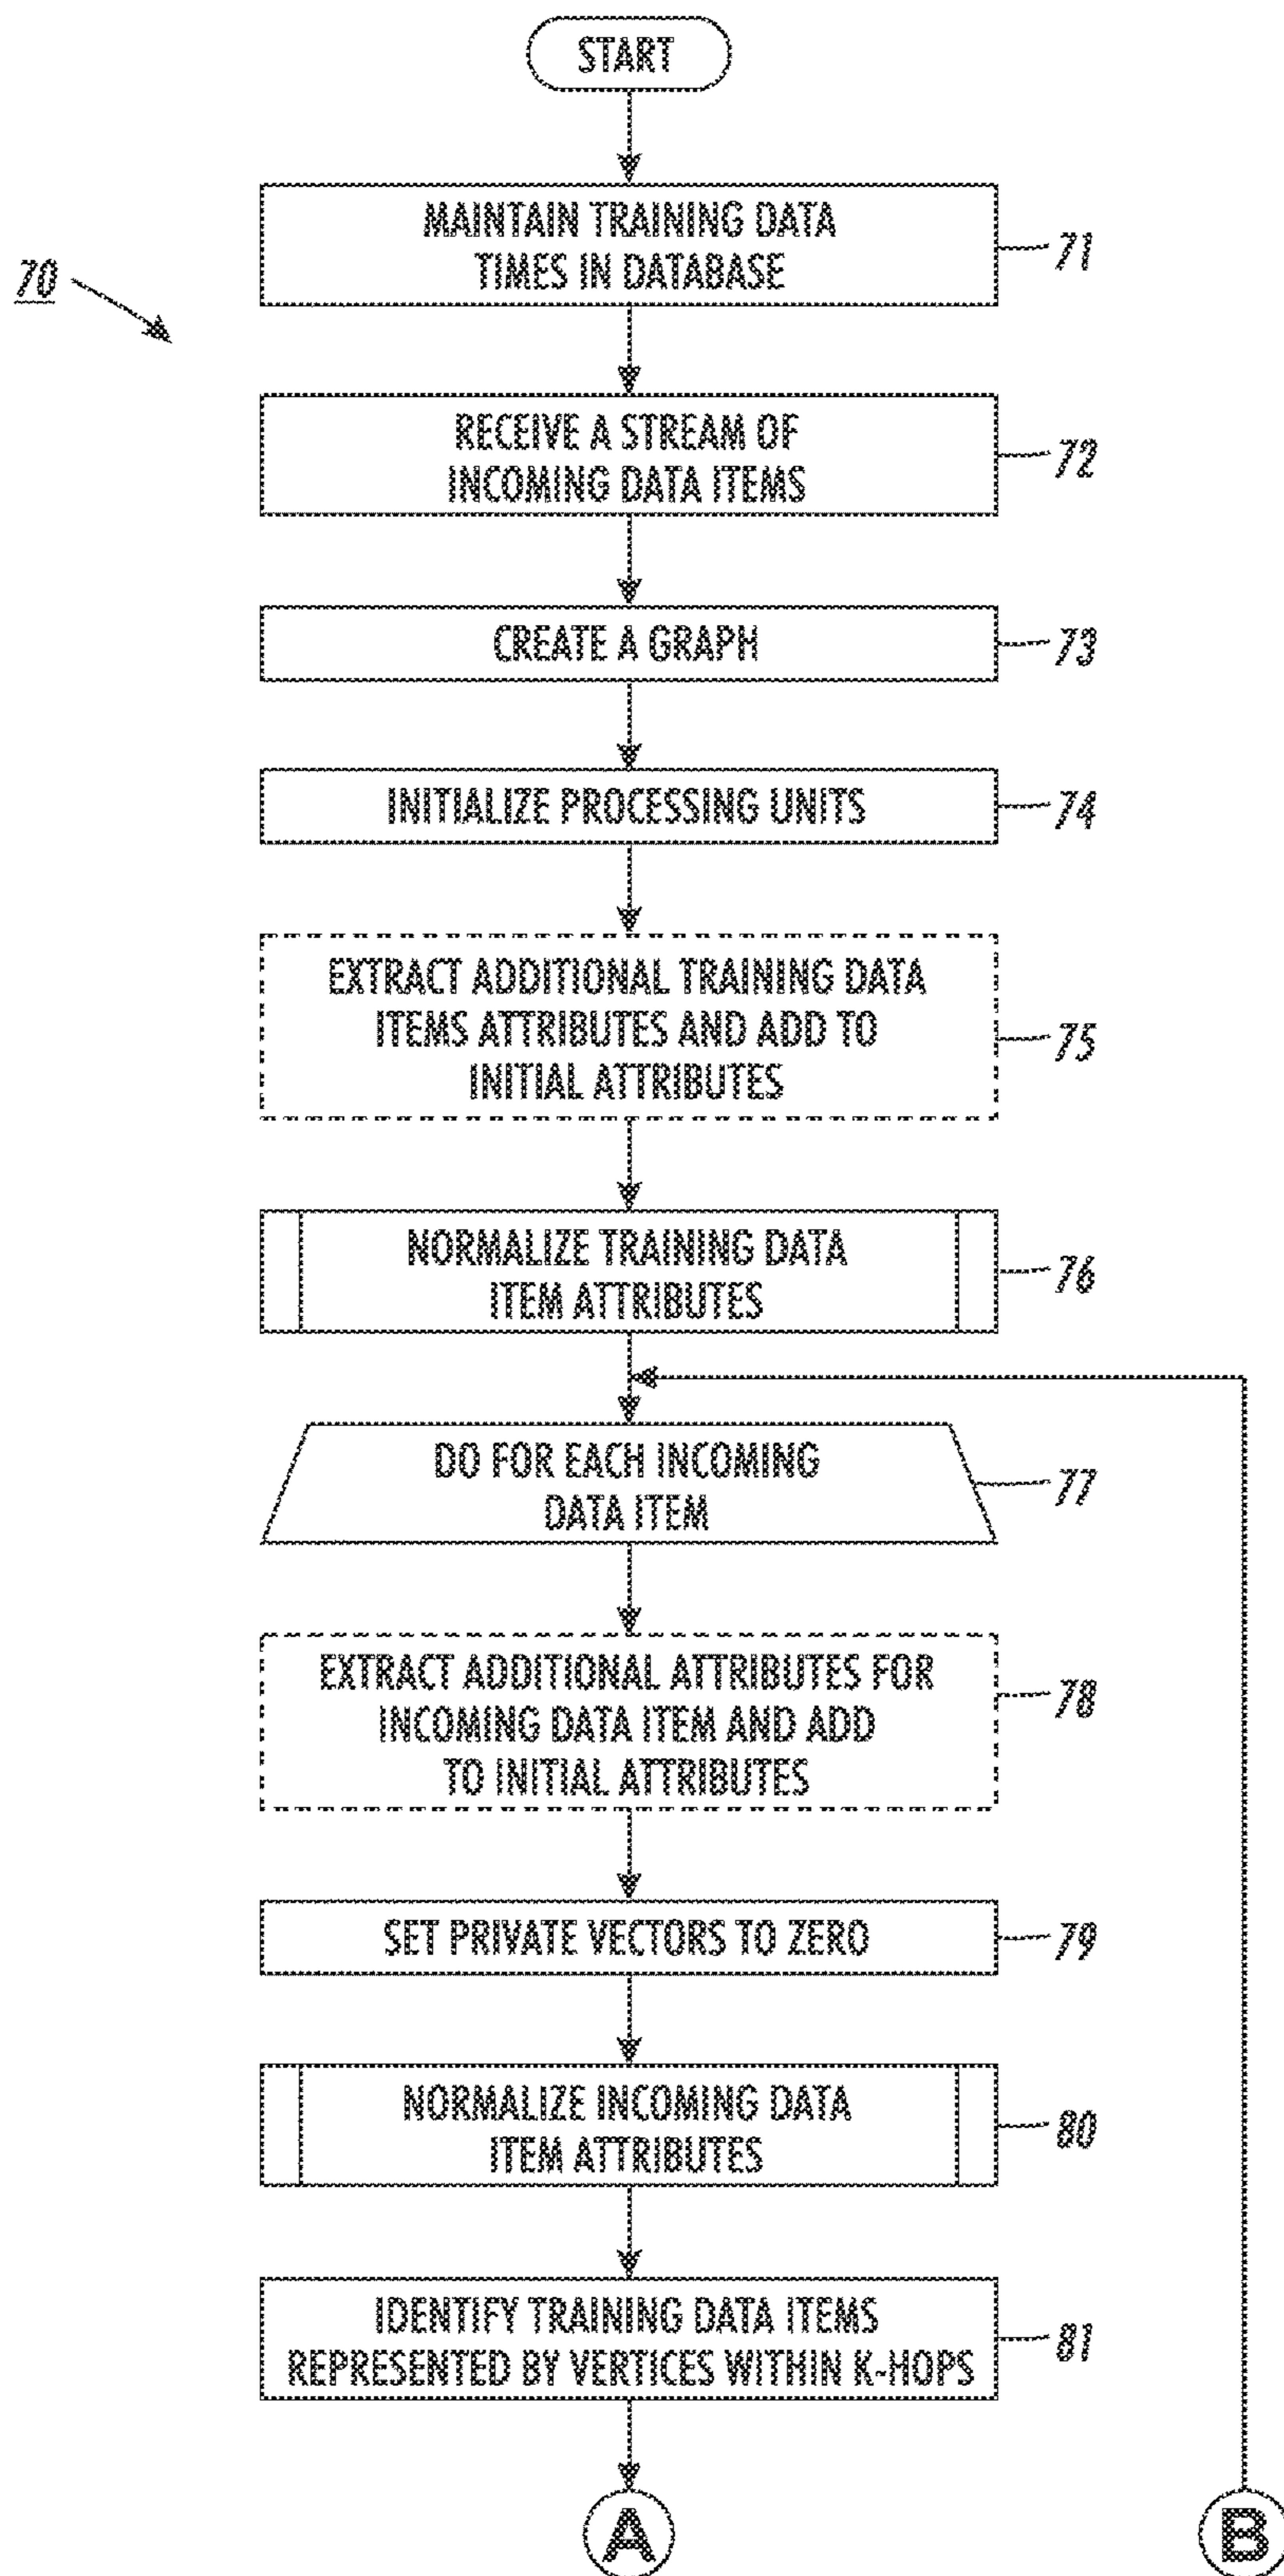 START
MAINTAIN TRAINING DATA
TIMES IN DATABASE
71
70
RECEIVE A STREAM OF
INCOMING DATA ITEMS
72
CREATE A GRAPH
73
INITIALIZE PROCESSING UNITS
74
EXTRACT ADDITIONAL TRAINING DATA
ITEMS ATTRIBUTES AND ADD TO
INITIAL ATTRIBUTES
75
NORMALIZE TRAINING DATA
ITEM ATTRIBUTES
76
DO FOR EACH INCOMING
DATA ITEM
77
EXTRACT ADDITIONAL ATTRIBUTES FOR
INCOMING DATA ITEM AND ADD
TO INITIAL ATTRIBUTES
78
SET PRIVATE VECTORS TO ZERO
79
NORMALIZE INCOMING DATA
ITEM ATTRIBUTES
80
IDENTIFY TRAINING DATA ITEMS
REPRESENTED BY VERTICES WITHIN K-HOPS
81
A
B